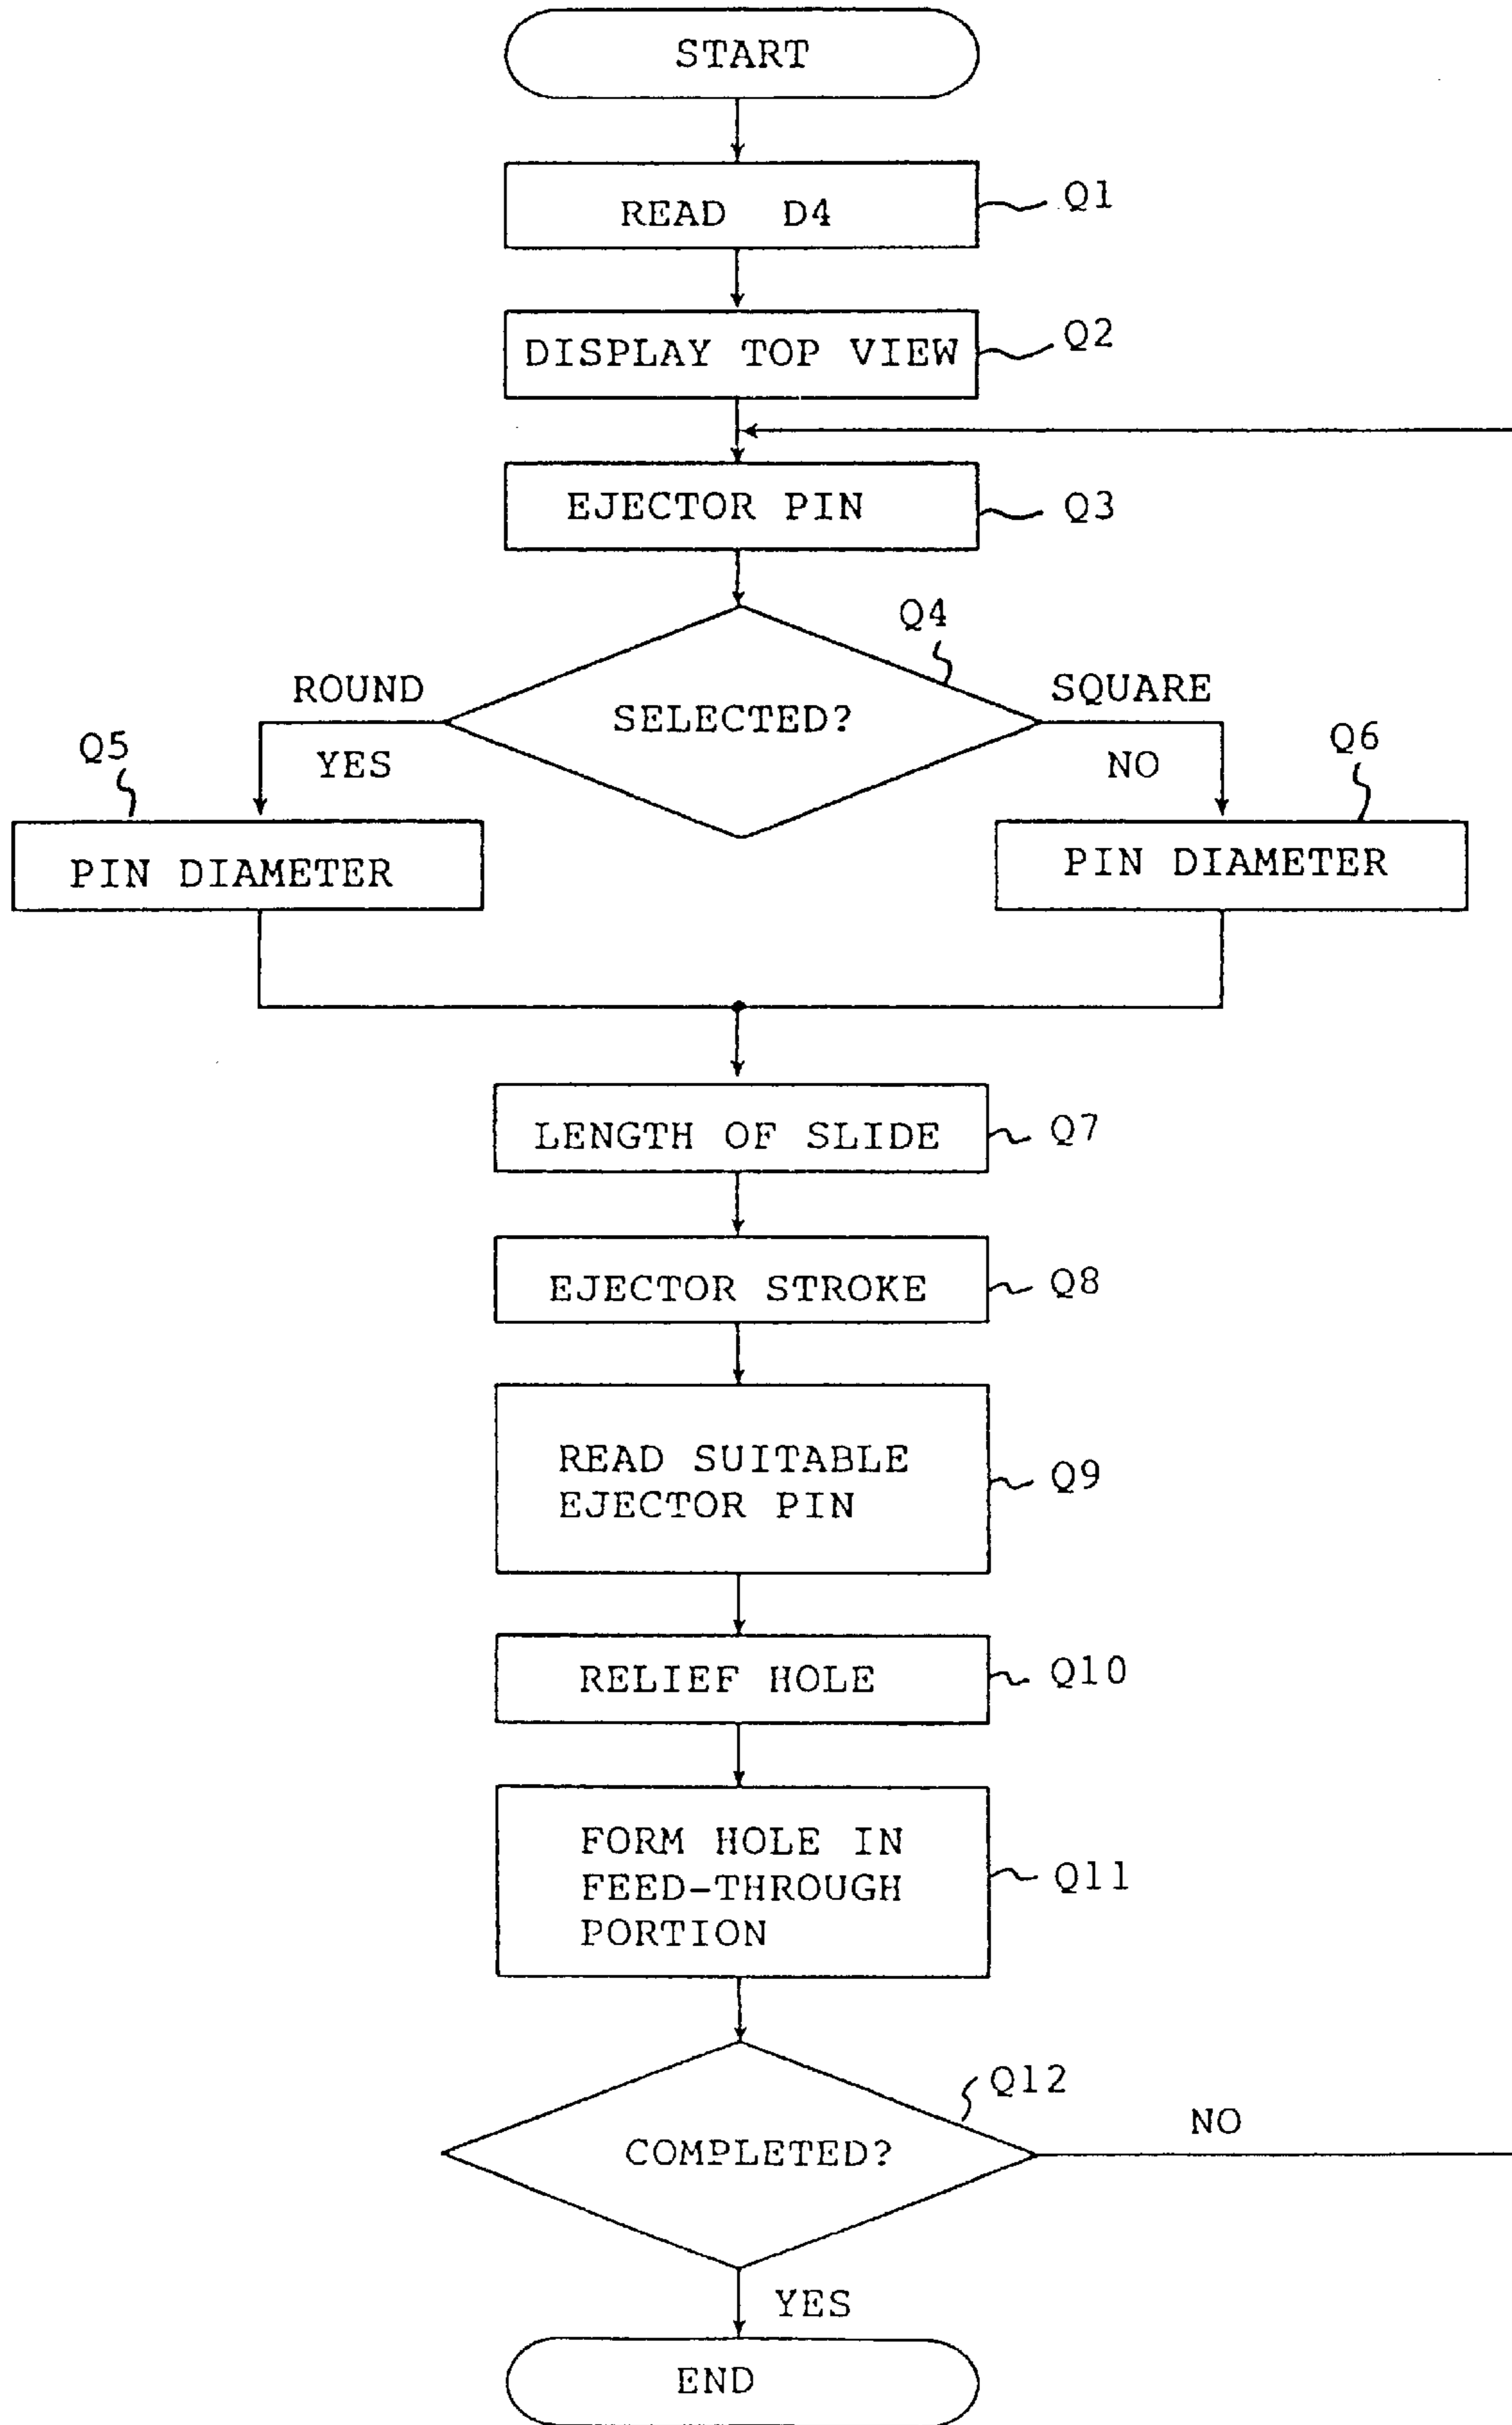 START
READ D4
Q1
DISPLAY TOP VIEW
Q2
EJECTOR PIN
Q3
Q4
ROUND
SELECTED?
SQUARE
Q5
YES
NO
Q6
PIN DIAMETER
PIN DIAMETER
LENGTH OF SLIDE
Q7
EJECTOR STROKE
Q8
READ SUITABLE
EJECTOR PIN
Q9
RELIEF HOLE
Q10
FORM HOLE IN
FEED-THROUGH
PORTION
Q11
Q12
COMPLETED?
NO
YES
END